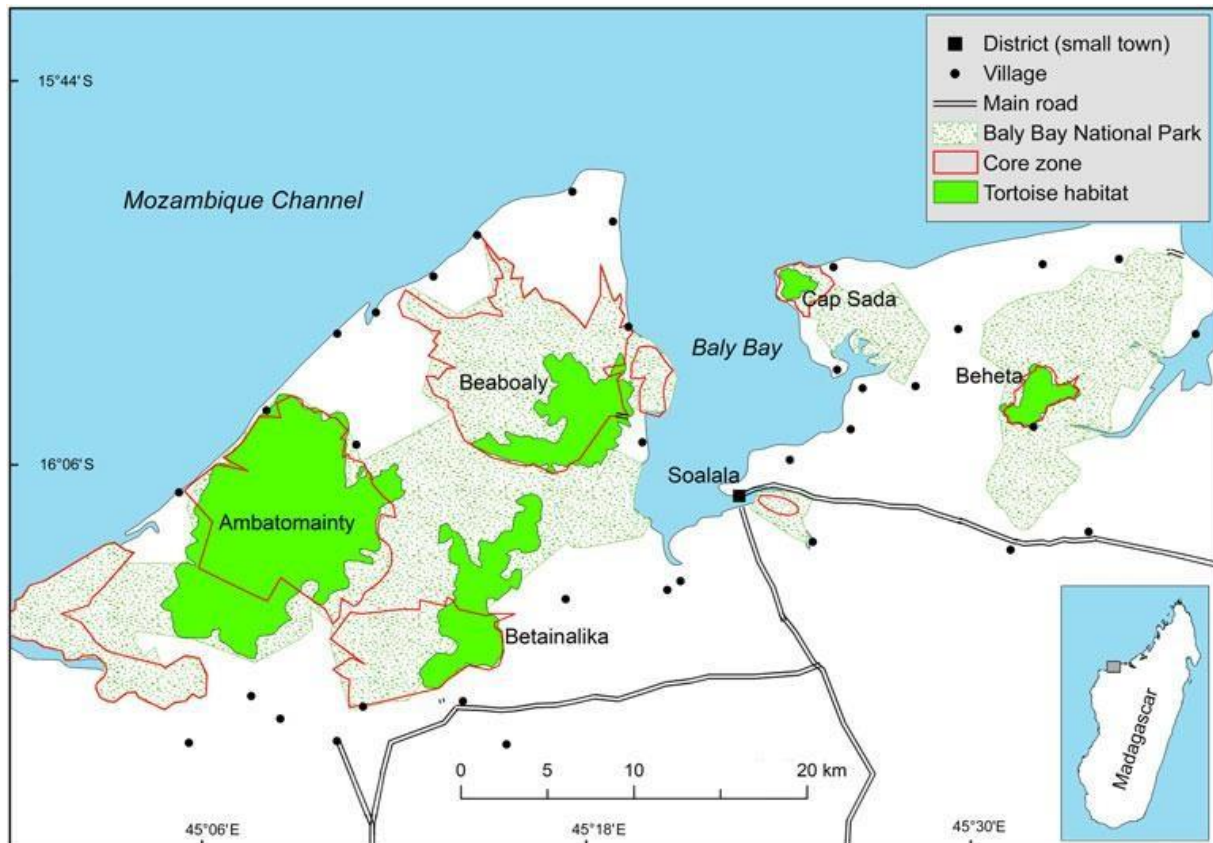 District (small town)
Village
Main road
Baly Bay National Park
Core zone
Tortoise habitat
15°44' S
Mozambique Channel
Cap Sada
Baly Bay
Beaboaly
Beheta
16°06' S
Soalala
Ambatomainty
Betainalika
Madagascar
0 5 10 20 km
45°06' E
45°18' E
45°30' E